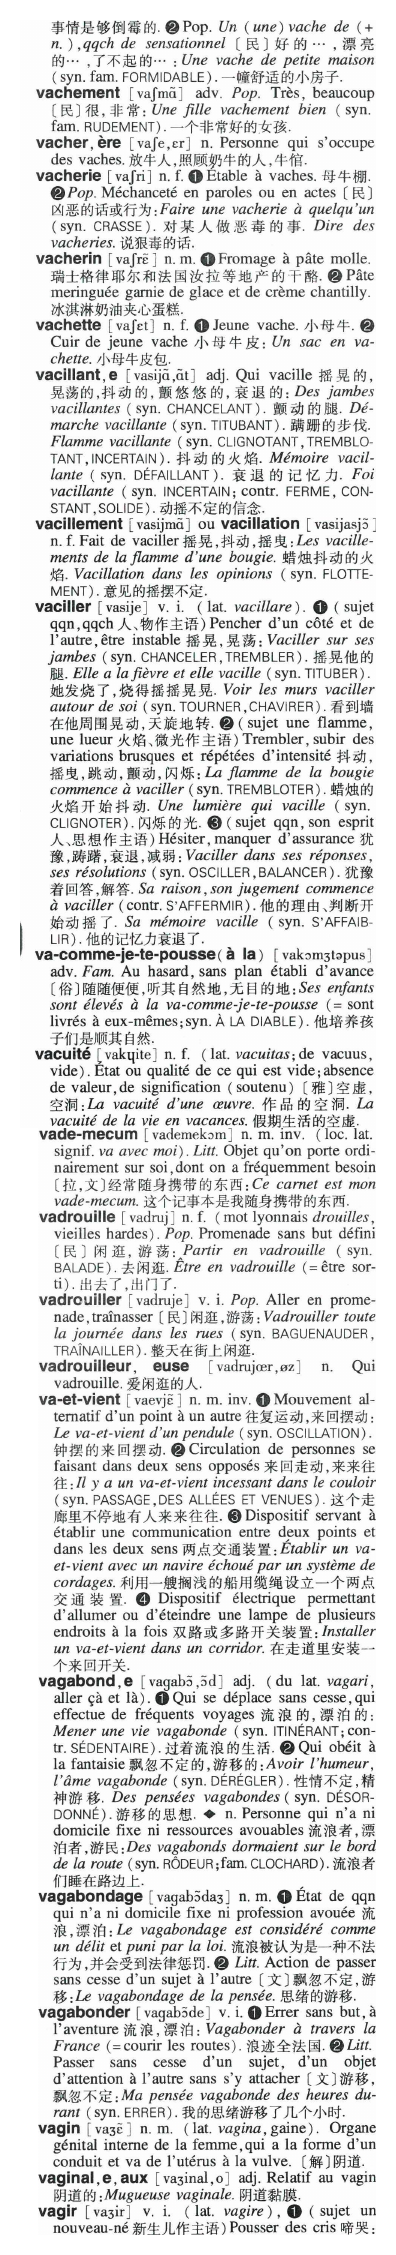 事情是够倒霉的. ❷ Pop. Un (une) vache de (+
n. ), qqch de sensationnel〔民〕好的…,漂亮
的…,了不起的…: Une vache de petite maison
(syn. fam. FORMIDABLE). 一幢舒适的小房子.
vachement [vaʃmɑ̃] adv. Pop. Très, beaucoup
〔民〕很,非常: Une fille vachement bien (syn.
fam. RUDEMENT). 一个非常好的女孩.
vacher, ère [vaʃe,ɛr] n. Personne qui s'occupe
des vaches. 放牛人,照顾奶牛的人,牛倌.
vacherie [vaʃri] n. f. ❶ Étable à vaches. 母牛棚.
❷ Pop. Méchanceté en paroles ou en actes〔民〕
凶恶的话或行为: Faire une vacherie à quelqu'un
(syn. CRASSE). 对某人做恶毒的事. Dire des
vacheries. 说狠毒的话.
vacherin [vaʃrɛ̃] n. m. ❶ Fromage à pâte molle.
瑞士格律耶尔和法国汝拉等地产的干酪. ❷ Pâte
meringuée garnie de glace et de crème chantilly.
冰淇淋奶油夹心蛋糕.
vachette [vaʃɛt] n. f. ❶ Jeune vache. 小母牛. ❷
Cuir de jeune vache 小母牛皮: Un sac en va-
chette. 小母牛皮包.
vacillant, e [vasijɑ̃,ɑ̃t] adj. Qui vacille 摇晃的,
晃荡的,抖动的,颤悠悠的,衰退的: Des jambes
vacillantes (syn. CHANCELANT). 颤动的腿. Dé-
marche vacillante (syn. TITUBANT). 蹒跚的步伐.
Flamme vacillante (syn. CLIGNOTANT, TREMBLO-
TANT, INCERTAIN). 抖动的火焰. Mémoire vacil-
lante (syn. DÉFAILLANT). 衰退的记忆力. Foi
vacillante (syn. INCERTAIN; contr. FERME, CON-
STANT, SOLIDE). 动摇不定的信念.
vacillement [vasijmɑ̃] ou vacillation [vasijasjɔ̃]
n. f. Fait de vaciller 摇晃,抖动,摇曳: Les vacille-
ments de la flamme d'une bougie. 蜡烛抖动的火
焰. Vacillation dans les opinions (syn. FLOTTE-
MENT). 意见的摇摆不定.
vaciller [vasije] v. i. (lat. vacillare). ❶ (sujet
qqn, qqch 人、物作主语) Pencher d'un côté et de
l'autre, être instable 摇晃,晃荡: Vaciller sur ses
jambes (syn. CHANCELER, TREMBLER). 摇晃他的
腿. Elle a la fièvre et elle vacille (syn. TITUBER).
她发烧了,烧得摇摇晃晃. Voir les murs vaciller
autour de soi (syn. TOURNER, CHAVIRER). 看到墙
在他周围晃动,天旋地转. ❷ (sujet une flamme,
une lueur 火焰、微光作主语) Trembler, subir des
variations brusques et répétées d'intensité 抖动,
摇曳,跳动,颤动,闪烁: La flamme de la bougie
commence à vaciller (syn. TREMBLOTER). 蜡烛的
火焰开始抖动. Une lumière qui vacille (syn.
CLIGNOTER). 闪烁的光. ❸ (sujet qqn, son esprit
人、思想作主语) Hésiter, manquer d'assurance 犹
豫,踌躇,衰退,减弱: Vaciller dans ses réponses,
ses résolutions (syn. OSCILLER, BALANCER). 犹豫
着回答,解答. Sa raison, son jugement commence
à vaciller (contr. S'AFFERMIR). 他的理由、判断开
始动摇了. Sa mémoire vacille (syn. S'AFFAIB-
LIR). 他的记忆力衰退了.
va-comme-je-te-pousse (à la) [vakɔmʒtəpus]
adv. Fam. Au hasard, sans plan établi d'avance
〔俗〕随随便便,听其自然地,无目的地: Ses enfants
sont élevés à la va-comme-je-te-pousse (= sont
livrés à eux-mêmes; syn. À LA DIABLE). 他培养孩
子们是顺其自然.
vacuité [vakɥite] n. f. (lat. vacuitas; de vacuus,
vide). État ou qualité de ce qui est vide; absence
de valeur, de signification (soutenu)〔雅〕空虚,
空洞: La vacuité d'une œuvre. 作品的空洞. La
vacuité de la vie en vacances. 假期生活的空虚.
vade-mecum [vademekɔm] n. m. inv. (loc. lat.
signif. va avec moi). Litt. Objet qu'on porte ordi-
nairement sur soi, dont on a fréquemment besoin
〔拉,文〕经常随身携带的东西: Ce carnet est mon
vade-mecum. 这个记事本是我随身携带的东西.
vadrouille [vadruj] n. f. (mot lyonnais drouilles,
vieilles hardes). Pop. Promenade sans but défini
〔民〕闲逛,游荡: Partir en vadrouille (syn.
BALADE). 去闲逛. Être en vadrouille (= être sor-
ti). 出去了,出门了.
vadrouiller [vadruje] v. i. Pop. Aller en prome-
nade, traînasser〔民〕闲逛,游荡: Vadrouiller toute
la journée dans les rues (syn. BAGUENAUDER,
TRAÎNAILLER). 整天在街上闲逛.
vadrouilleur, euse [vadrujœr,øz] n. Qui
vadrouille. 爱闲逛的人.
va-et-vient [vaevjɛ̃] n. m. inv. ❶ Mouvement al-
ternatif d'un point à un autre 往复运动,来回摆动:
Le va-et-vient d'un pendule (syn. OSCILLATION).
钟摆的来回摆动. ❷ Circulation de personnes se
faisant dans deux sens opposés 来回走动,来来往
往: Il y a un va-et-vient incessant dans le couloir
(syn. PASSAGE, DES ALLÉES ET VENUES). 这个走
廊里不停地有人来来往往. ❸ Dispositif servant à
établir une communication entre deux points et
dans les deux sens 两点交通装置: Établir un va-
et-vient avec un navire échoué par un système de
cordages. 利用一艘搁浅的船用缆绳设立一个两点
交通装置. ❹ Dispositif électrique permettant
d'allumer ou d'éteindre une lampe de plusieurs
endroits à la fois 双路或多路开关装置: Installer
un va-et-vient dans un corridor. 在走道里安装一
个来回开关.
vagabond, e [vagabɔ̃,ɔ̃d] adj. (du lat. vagari,
aller çà et là). ❶ Qui se déplace sans cesse, qui
effectue de fréquents voyages 流浪的,漂泊的:
Mener une vie vagabonde (syn. ITINÉRANT; con-
tr. SÉDENTAIRE). 过着流浪的生活. ❷ Qui obéit à
la fantaisie 飘忽不定的,游移的: Avoir l'humeur,
l'âme vagabonde (syn. DÉRÉGLER). 性情不定,精
神游移. Des pensées vagabondes (syn. DÉSOR-
DONNÉ). 游移的思想. ◆ n. Personne qui n'a ni
domicile fixe ni ressources avouables 流浪者,漂
泊者,游民: Des vagabonds dormaient sur le bord
de la route (syn. RÔDEUR; fam. CLOCHARD). 流浪者
们睡在路边上.
vagabondage [vagabɔ̃daʒ] n. m. ❶ État de qqn
qui n'a ni domicile fixe ni profession avouée 流
浪,漂泊: Le vagabondage est considéré comme
un délit et puni par la loi. 流浪被认为是一种不法
行为,并会受到法律惩罚. ❷ Litt. Action de passer
sans cesse d'un sujet à l'autre〔文〕飘忽不定,游
移: Le vagabondage de la pensée. 思绪的游移.
vagabonder [vagabɔ̃de] v. i. ❶ Errer sans but, à
l'aventure 流浪,漂泊: Vagabonder à travers la
France (= courir les routes). 浪迹全法国. ❷ Litt.
Passer sans cesse d'un sujet, d'un objet
d'attention à l'autre sans s'y attacher〔文〕游移,
飘忽不定: Ma pensée vagabonde des heures du-
rant (syn. ERRER). 我的思绪游移了几个小时.
vagin [vaʒɛ̃] n. m. (lat. vagina, gaine). Organe
génital interne de la femme, qui a la forme d'un
conduit et va de l'utérus à la vulve.〔解〕阴道.
vaginal, e, aux [vaʒinal,o] adj. Relatif au vagin
阴道的: Mugueuse vaginale. 阴道黏膜.
vagir [vaʒir] v. i. (lat. vagire), ❶ (sujet un
nouveau-né 新生儿作主语) Pousser des cris 啼哭: